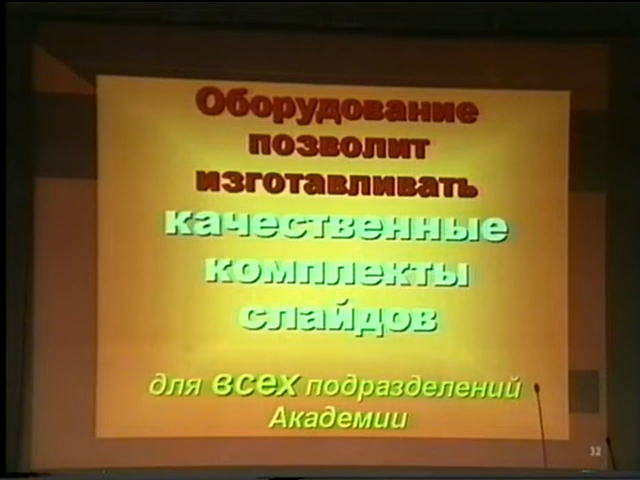 Оборудование
позволит
изготавливать
качественные
комплекты
слайдов
для всех подразделений
Академии
32